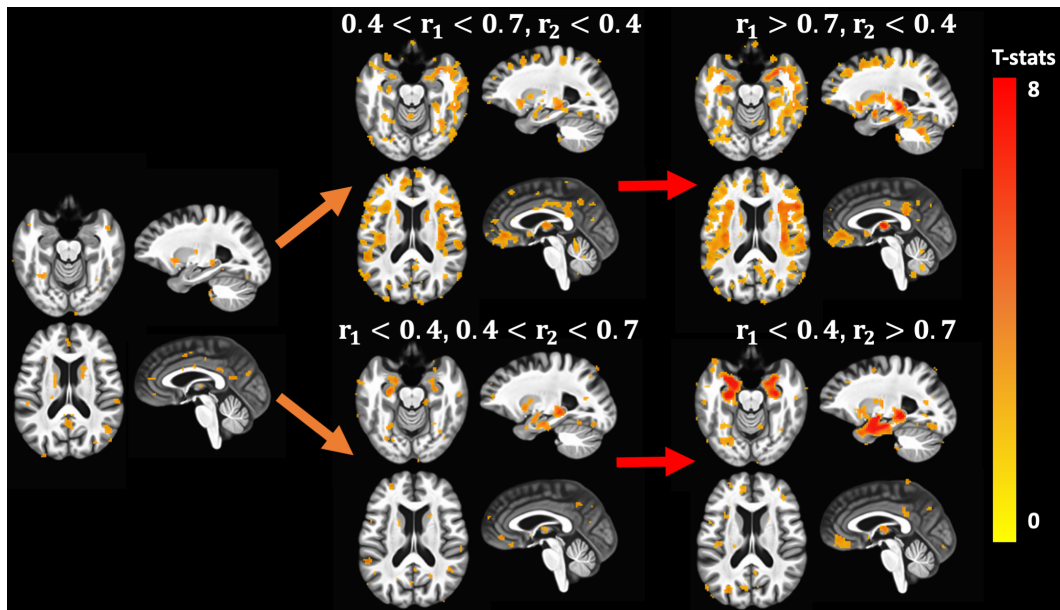 0.4 < r₁ < 0.7, r₂ < 0.4
r₁ > 0.7, r₂ < 0.4
T-stats
8
r₁ < 0.4, 0.4 < r₂ < 0.7
r₁ < 0.4, r₂ > 0.7
0